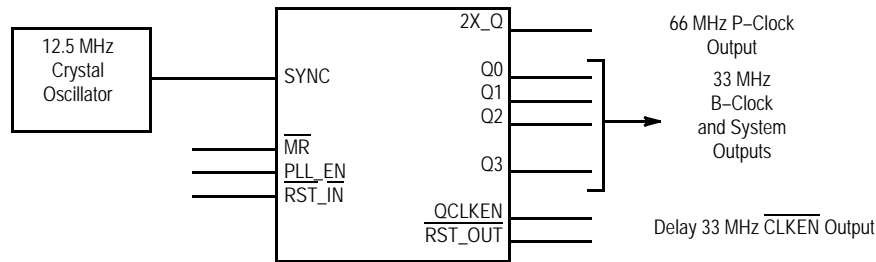 12.5 MHz
Crystal
Oscillator
SYNC
MR
PLL_EN
RST_IN
2X_Q
Q0
Q1
Q2
Q3
QCLKEN
RST_OUT
66 MHz P–Clock
Output
33 MHz
B–Clock
and System
Outputs
Delay 33 MHz CLKEN Output